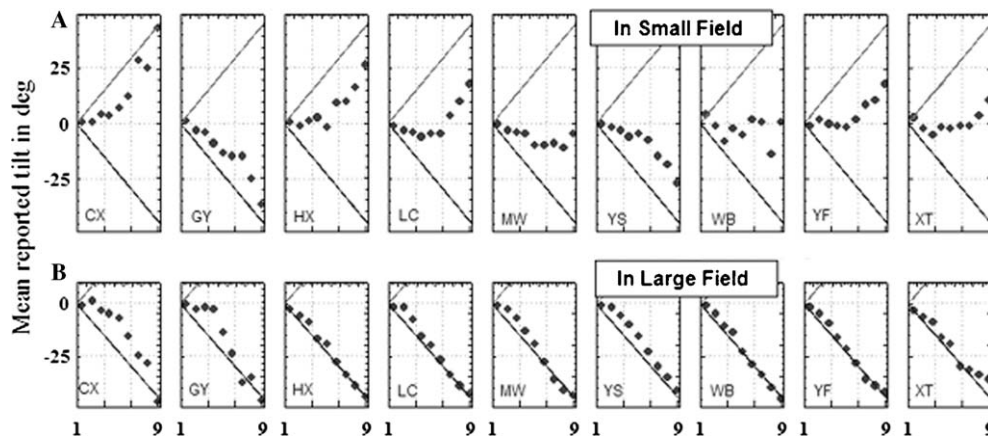 A
In Small Field
Mean reported tilt in deg
25
0
-25
CX GY HX LC MW YS WB YF XT
B
In Large Field
0
-25
CX GY HX LC MW YS WB YF XT
1 9 1 9 1 9 1 9 1 9 1 9 1 9 1 9 1 9